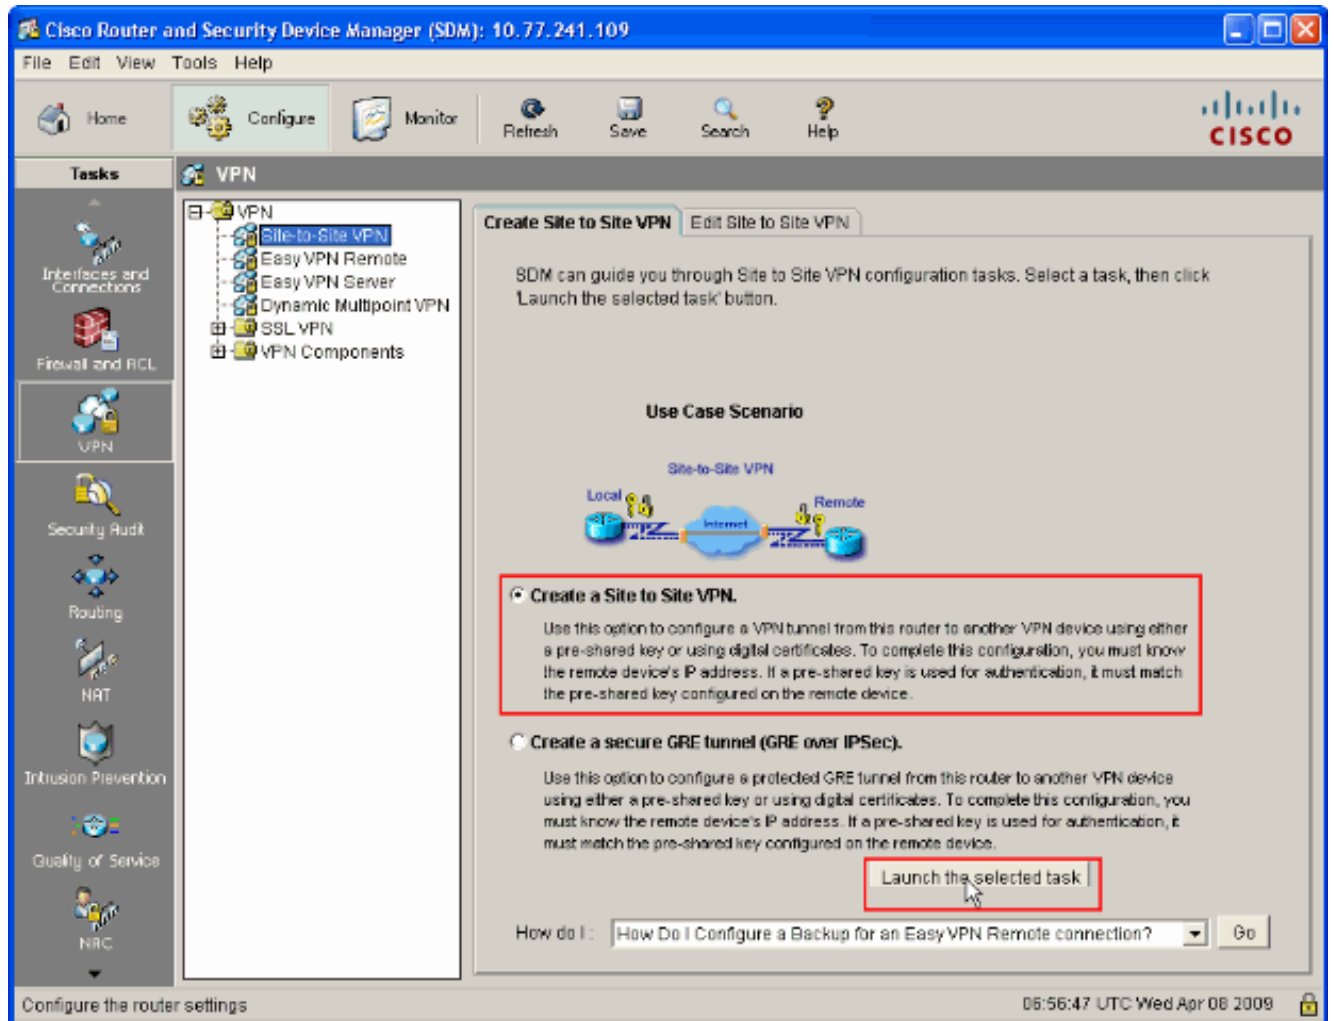 Cisco Router and Security Device Manager (SDM): 10.77.241.109
File Edit View Tools Help
Home Configure Monitor Refresh Save Search Help
CISCO
Tasks
VPN
Interfaces and
Connections
Firewall and ACL
VPN
Security Audit
Routing
NAT
Intrusion Prevention
Quality of Service
NAC
VPN
Site-to-Site VPN
Easy VPN Remote
Easy VPN Server
Dynamic Multipoint VPN
SSL VPN
VPN Components
Create Site to Site VPN
Edit Site to Site VPN
SDM can guide you through Site to Site VPN configuration tasks. Select a task, then click
'Launch the selected task' button.
Use Case Scenario
Site-to-Site VPN
Local
Internet
Remote
Create a Site to Site VPN.
Use this option to configure a VPN tunnel from this router to another VPN device using either
a pre-shared key or using digital certificates. To complete this configuration, you must know
the remote device's IP address. If a pre-shared key is used for authentication, it must match
the pre-shared key configured on the remote device.
Create a secure GRE tunnel (GRE over IPSec).
Use this option to configure a protected GRE tunnel from this router to another VPN device
using either a pre-shared key or using digital certificates. To complete this configuration, you
must know the remote device's IP address. If a pre-shared key is used for authentication, it
must match the pre-shared key configured on the remote device.
Launch the selected task
How do I :
How Do I Configure a Backup for an Easy VPN Remote connection?
Go
Configure the router settings
06:56:47 UTC Wed Apr 08 2009